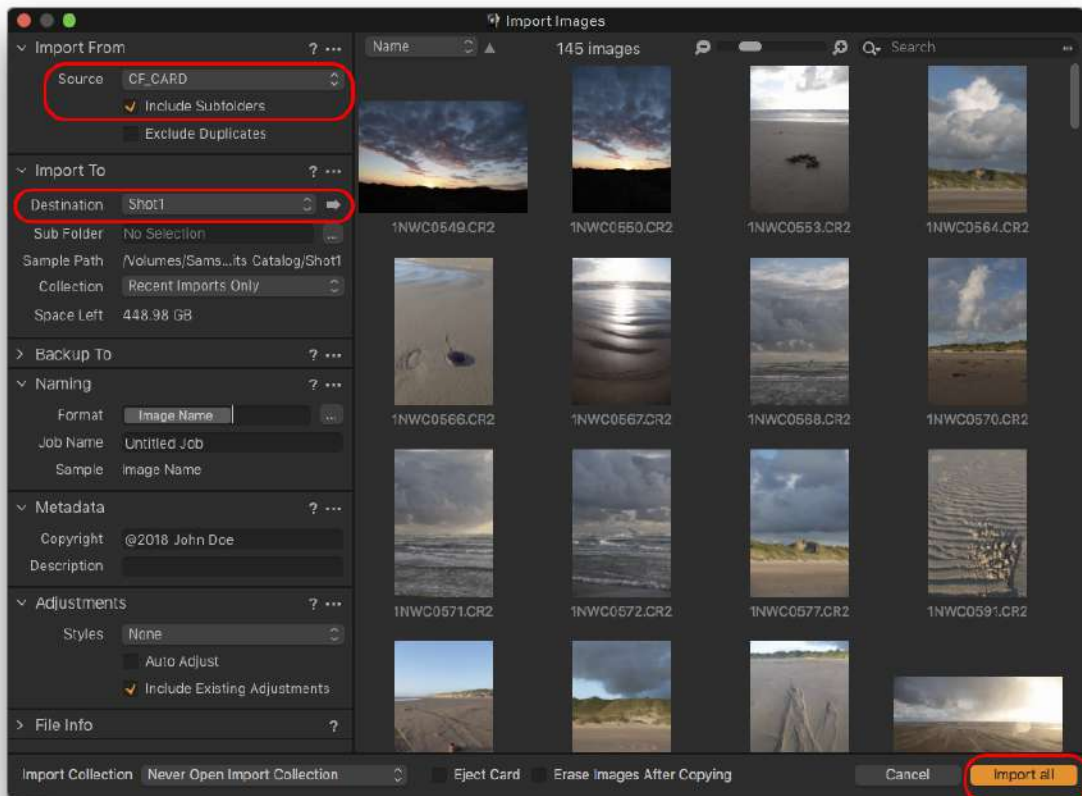 Import Images
Import From ? •••
Source CF_CARD
Include Subfolders
Exclude Duplicates
Import To ? •••
Destination Shot1
Sub Folder No Selection ...
Sample Path /Volumes/Sams...its Catalog/Shot1
Collection Recent Imports Only
Space Left 448.98 GB
Backup To ? •••
Naming ? •••
Format Image Name ...
Job Name Untitled Job
Sample Image Name
Metadata ? •••
Copyright @2018 John Doe
Description
Adjustments ? •••
Styles None
Auto Adjust
Include Existing Adjustments
File Info ?
Name 145 images Search •••
1NWC0549.CR2 1NWC0550.CR2 1NWC0553.CR2 1NWC0564.CR2
1NWC0566.CR2 1NWC0567.CR2 1NWC0568.CR2 1NWC0570.CR2
1NWC0571.CR2 1NWC0572.CR2 1NWC0577.CR2 1NWC0591.CR2
Import Collection Never Open Import Collection Eject Card Erase Images After Copying Cancel Import all